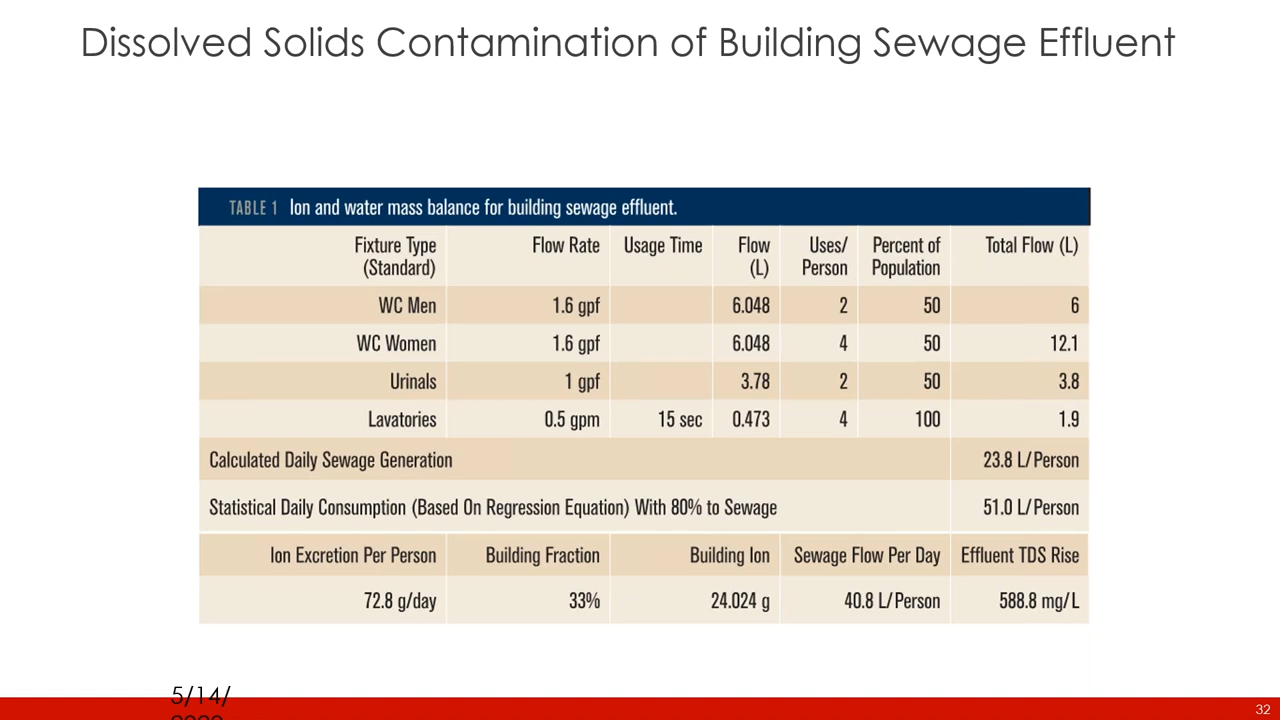 Dissolved Solids Contamination of Building Sewage Effluent
TABLE 1 Ion and water mass balance for building sewage effluent.
Fixture Type (Standard) Flow Rate Usage Time Flow (L) Uses/ Person Percent of Population Total Flow (L)
WC Men 1.6 gpf 6.048 2 50 6
WC Women 1.6 gpf 6.048 4 50 12.1
Urinals 1 gpf 3.78 2 50 3.8
Lavatories 0.5 gpm 15 sec 0.473 4 100 1.9
Calculated Daily Sewage Generation 23.8 L/Person
Statistical Daily Consumption (Based On Regression Equation) With 80% to Sewage 51.0 L/Person
Ion Excretion Per Person Building Fraction Building Ion Sewage Flow Per Day Effluent TDS Rise
72.8 g/day 33% 24.024 g 40.8 L/Person 588.8 mg/L
5/14/
32